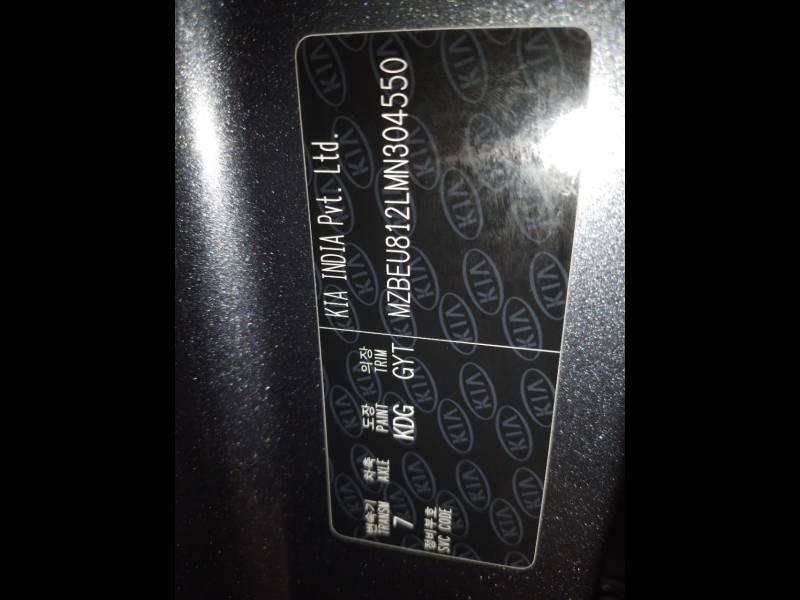 변속기 차축 도장 의장
TRANSM AXLE PAINT TRIM
7 KDG GYT
정비부호
SVC CODE
KIA INDIA Pvt. Ltd.
MZBEU812LMN304550